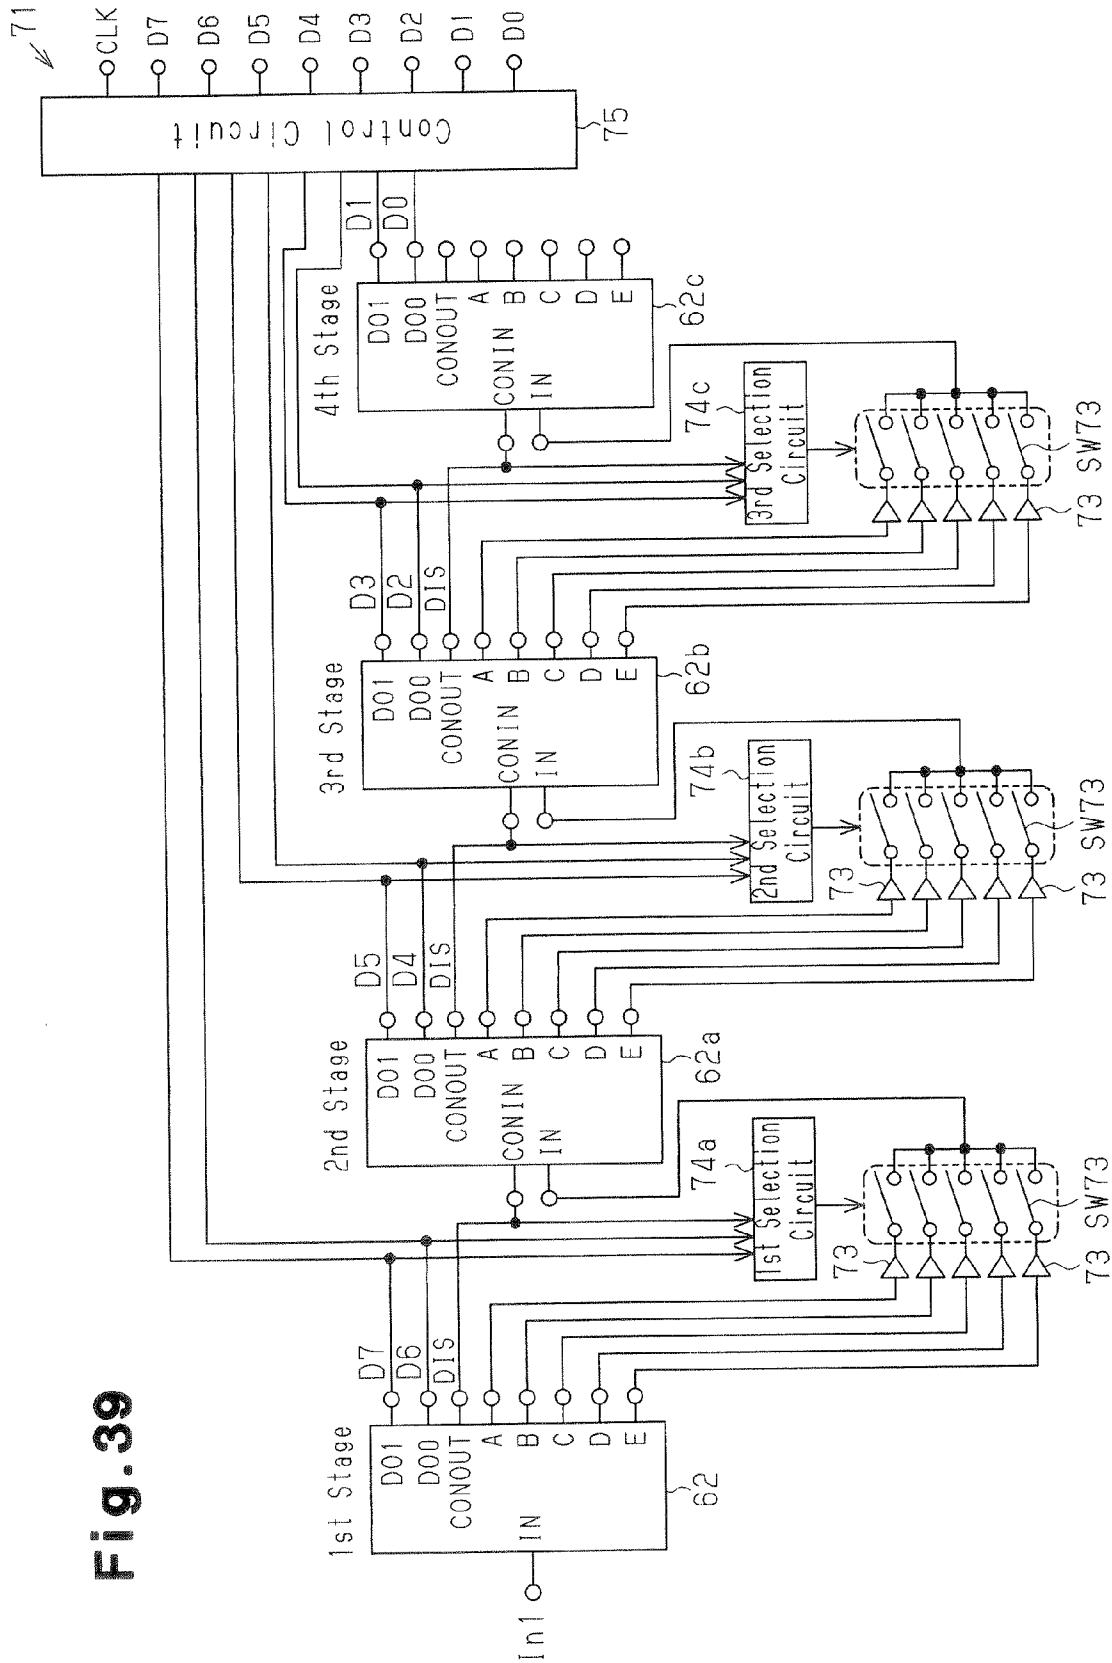 Fig.39
71
CLK
D7
D6
D5
D4
D3
D2
D1
D0
Control Circuit
75
1st Stage
In1
IN
DO1
DO0
CONOUT
A
B
C
D
E
62
D7
D6
DIS
1st Selection
Circuit
74a
73
73
SW73
2nd Stage
DO1
DO0
CONOUT
A
B
C
D
E
CONIN
IN
62a
D5
D4
DIS
2nd Selection
Circuit
74b
73
73
SW73
3rd Stage
DO1
DO0
CONOUT
A
B
C
D
E
CONIN
IN
62b
D3
D2
DIS
3rd Selection
Circuit
74c
73
SW73
4th Stage
DO1
DO0
CONOUT
A
B
C
D
E
CONIN
IN
62c
D1
D0